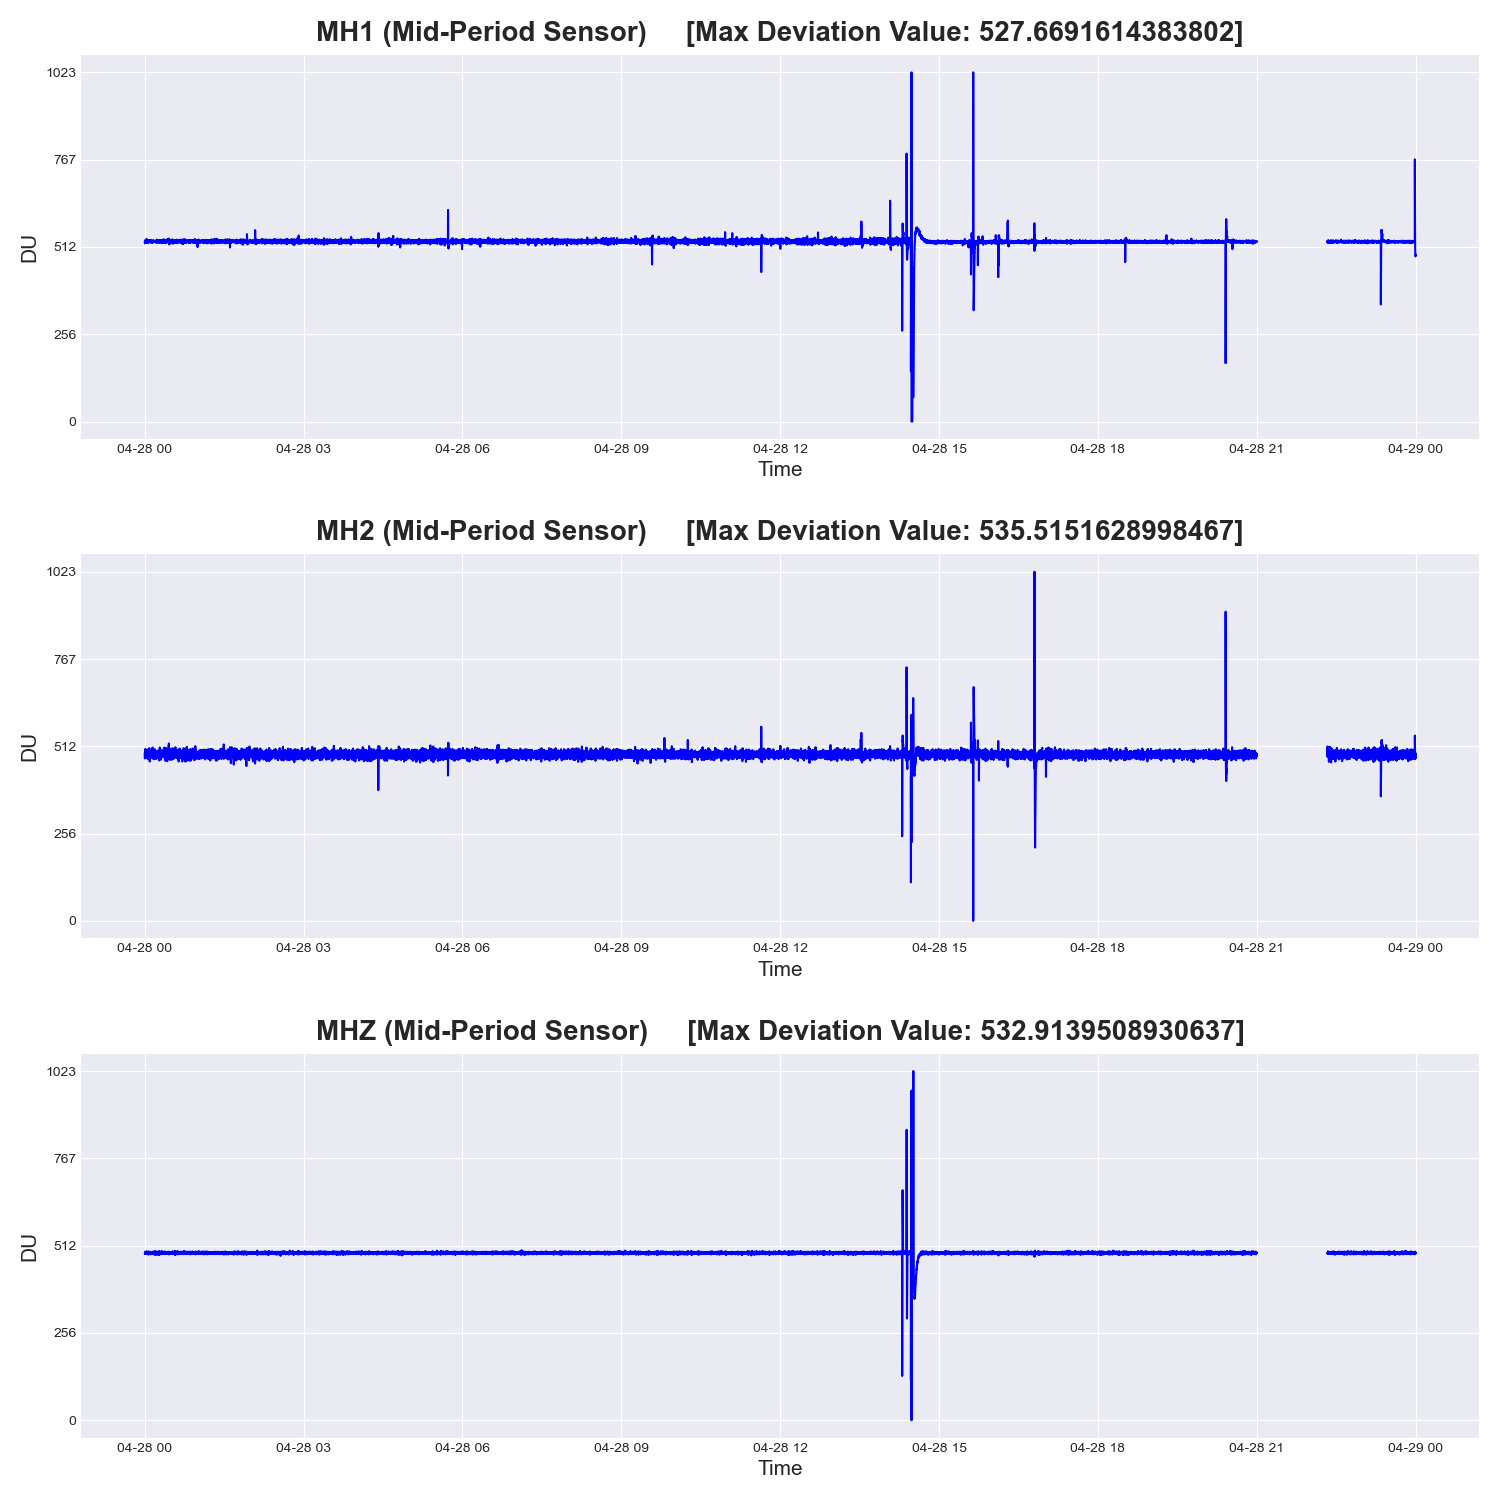 MH1 (Mid-Period Sensor) [Max Deviation Value: 527.6691614383802]
1023
767
512
256
0
DU
04-28 00 04-28 03 04-28 06 04-28 09 04-28 12 04-28 15 04-28 18 04-28 21 04-29 00
Time
MH2 (Mid-Period Sensor) [Max Deviation Value: 535.5151628998467]
1023
767
512
256
0
DU
04-28 00 04-28 03 04-28 06 04-28 09 04-28 12 04-28 15 04-28 18 04-28 21 04-29 00
Time
MHZ (Mid-Period Sensor) [Max Deviation Value: 532.9139508930637]
1023
767
512
256
0
DU
04-28 00 04-28 03 04-28 06 04-28 09 04-28 12 04-28 15 04-28 18 04-28 21 04-29 00
Time